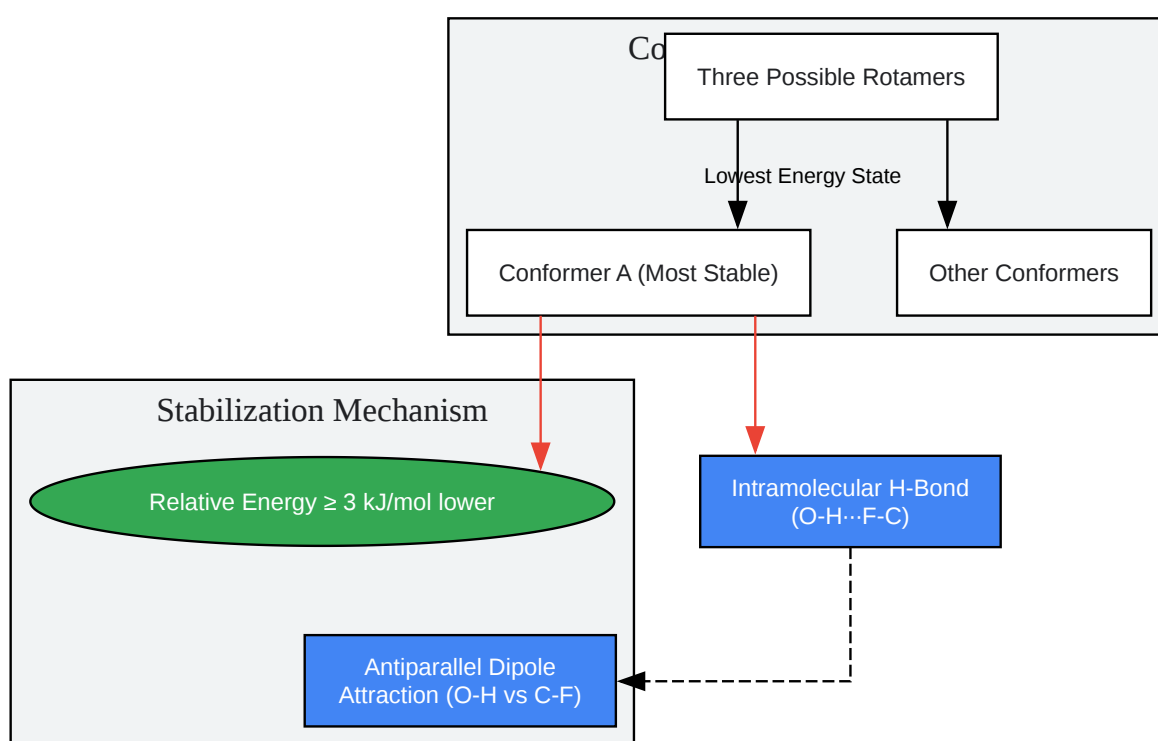 Three Possible Rotamers
Lowest Energy State
Conformer A (Most Stable)
Other Conformers
Stabilization Mechanism
Relative Energy ≥ 3 kJ/mol lower
Intramolecular H-Bond
(O-H···F-C)
Antiparallel Dipole
Attraction (O-H vs C-F)